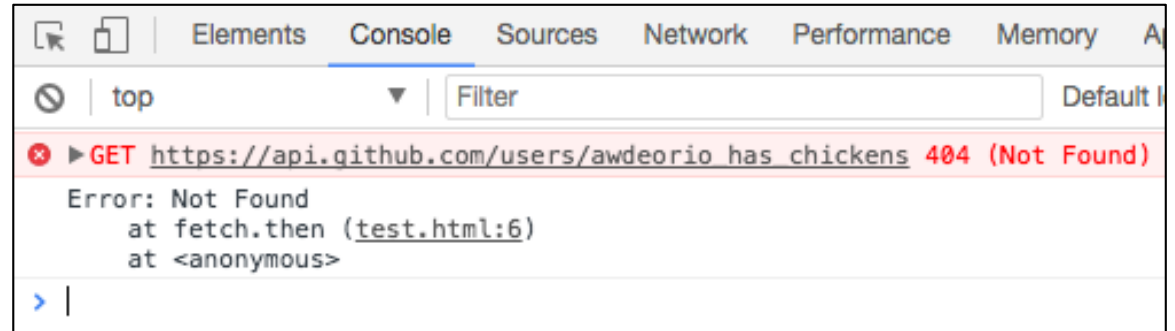 Elements Console Sources Network Performance Memory
top ▼ Filter Default
▶GET https://api.github.com/users/awdeorio_has_chickens 404 (Not Found)
Error: Not Found
at fetch.then (test.html:6)
at <anonymous>
>